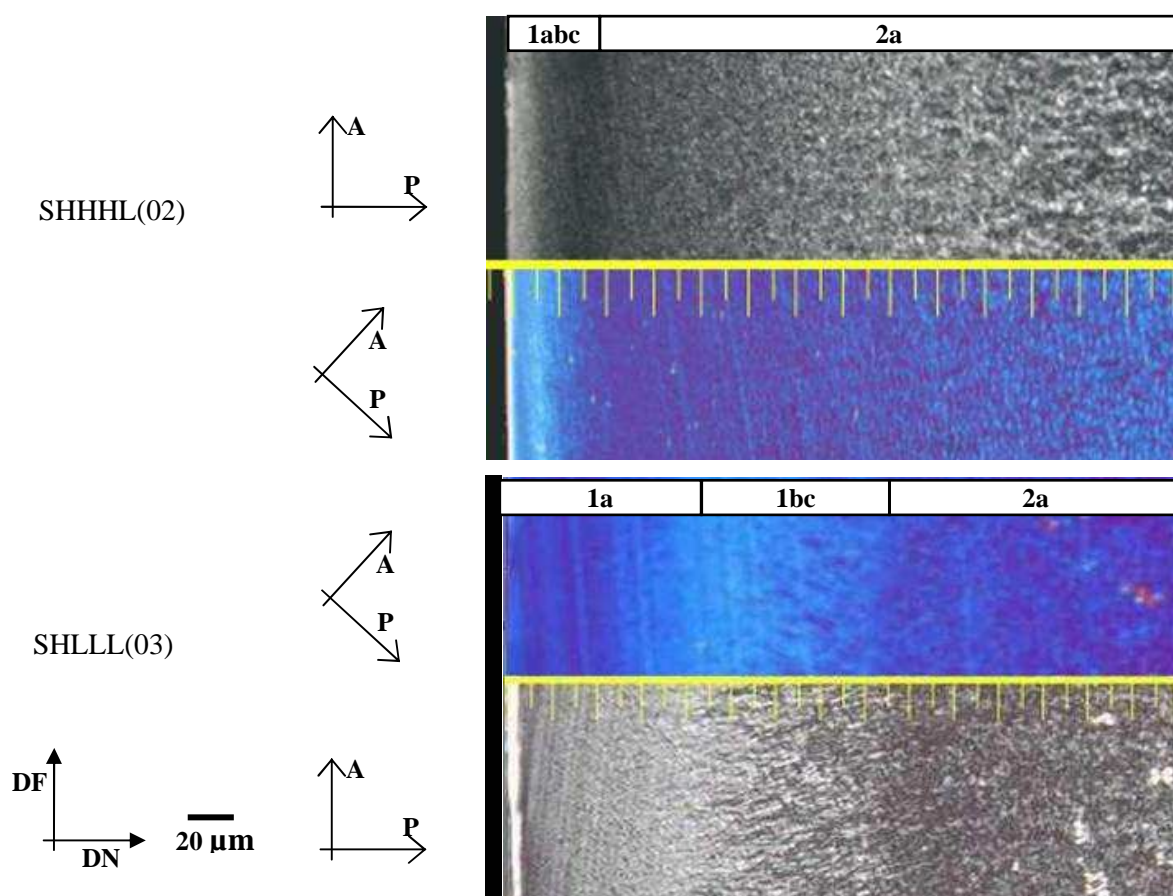 1abc 2a
A
P
SHHHL(02)
A
P
1a 1bc 2a
A
P
SHLLL(03)
A
P
DF
DN
20 µm